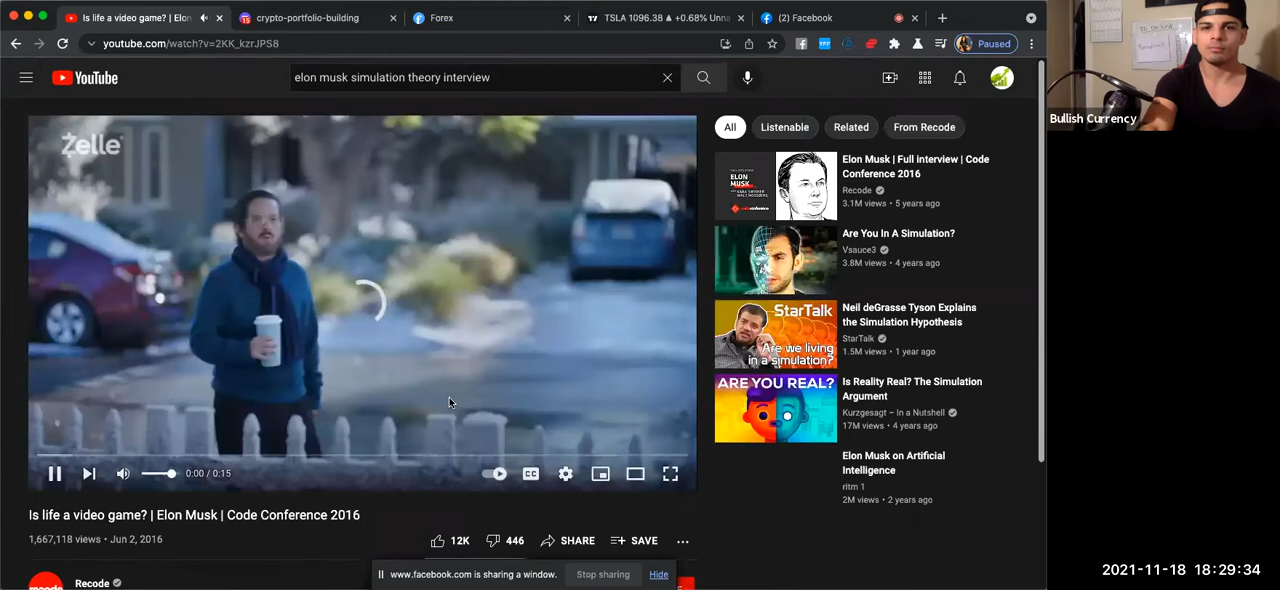 Is life a video game? | Elon
crypto-portfolio-building
Forex
TSLA 1096.38 ▲ +0.68% Unna
(2) Facebook
youtube.com/watch?v=2KK_kzrJPS8
Paused
YouTube
elon musk simulation theory interview
Bullish Currency
zelle
All
Listenable
Related
From Recode
ELON
MUSK
Elon Musk | Full interview | Code
Conference 2016
Recode
3.1M views • 5 years ago
Are You In A Simulation?
Vsauce3
3.8M views • 4 years ago
StarTalk
Are we living
in a simulation?
Neil deGrasse Tyson Explains
the Simulation Hypothesis
StarTalk
1.5M views • 1 year ago
ARE YOU REAL?
Is Reality Real? The Simulation
Argument
Kurzgesagt – In a Nutshell
17M views • 4 years ago
Elon Musk on Artificial
Intelligence
ritm 1
2M views • 2 years ago
0:00 / 0:15
CC
Is life a video game? | Elon Musk | Code Conference 2016
1,667,118 views • Jun 2, 2016
12K
446
SHARE
SAVE
www.facebook.com is sharing a window.
Stop sharing
Hide
Recode
2021-11-18 18:29:34